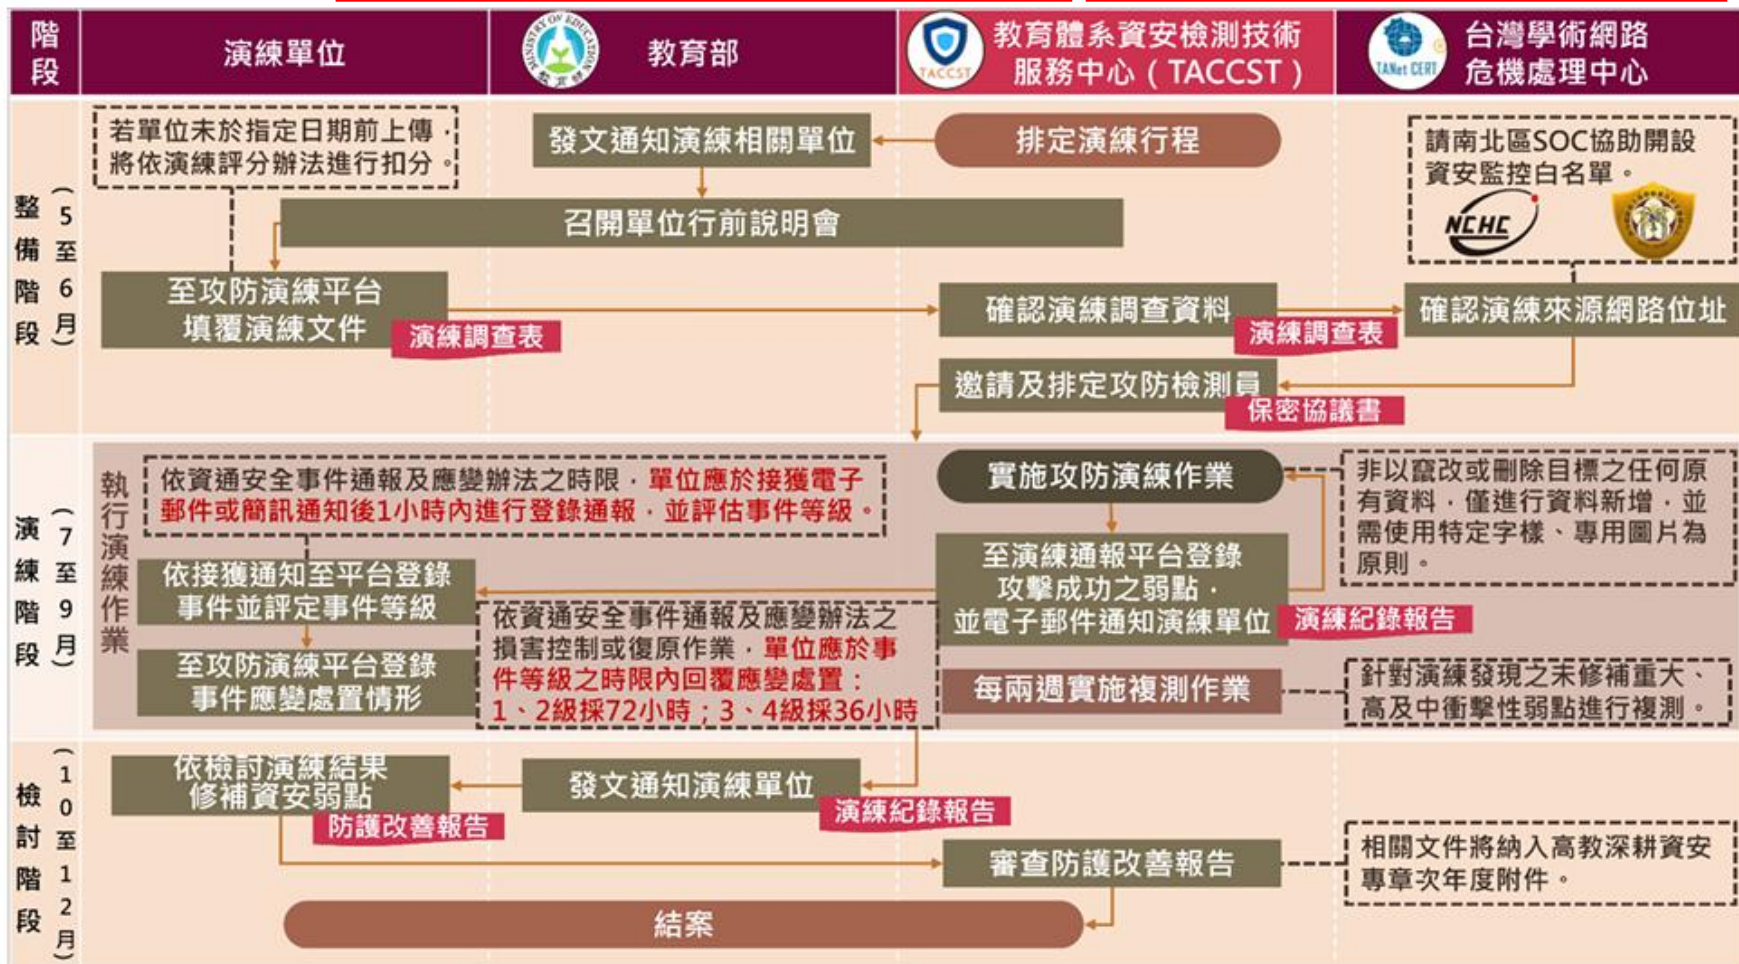 階
段
演練單位
MINISTRY OF EDUCATION
教育部
教育部
TACCST
教育體系資安檢測技術
服務中心（TACCST）
TANet CERT
台灣學術網路
危機處理中心
整備階段
(5至6月)
若單位未於指定日期前上傳，
將依演練評分辦法進行扣分。
發文通知演練相關單位
排定演練行程
請南北區SOC協助開設
資安監控白名單。
NCHC
召開單位行前說明會
至攻防演練平台
填覆演練文件
演練調查表
確認演練調查資料
演練調查表
確認演練來源網路位址
邀請及排定攻防檢測員
保密協議書
演練階段
(7至9月)
執行演練作業
依資通安全事件通報及應變辦法之時限，單位應於接獲電子
郵件或簡訊通知後1小時內進行登錄通報，並評估事件等級。
實施攻防演練作業
非以竄改或刪除目標之任何原
有資料，僅進行資料新增，並
需使用特定字樣、專用圖片為
原則。
依接獲通知至平台登錄
事件並評定事件等級
至演練通報平台登錄
攻擊成功之弱點，
並電子郵件通知演練單位
演練紀錄報告
依資通安全事件通報及應變辦法之
損害控制或復原作業，單位應於事
件等級之時限內回覆應變處置：
1、2級採72小時；3、4級採36小時
至攻防演練平台登錄
事件應變處置情形
每兩週實施複測作業
針對演練發現之未修補重大、
高及中衝擊性弱點進行複測。
檢討階段
(10至12月)
依檢討演練結果
修補資安弱點
防護改善報告
發文通知演練單位
演練紀錄報告
審查防護改善報告
相關文件將納入高教深耕資安
專章次年度附件。
結案